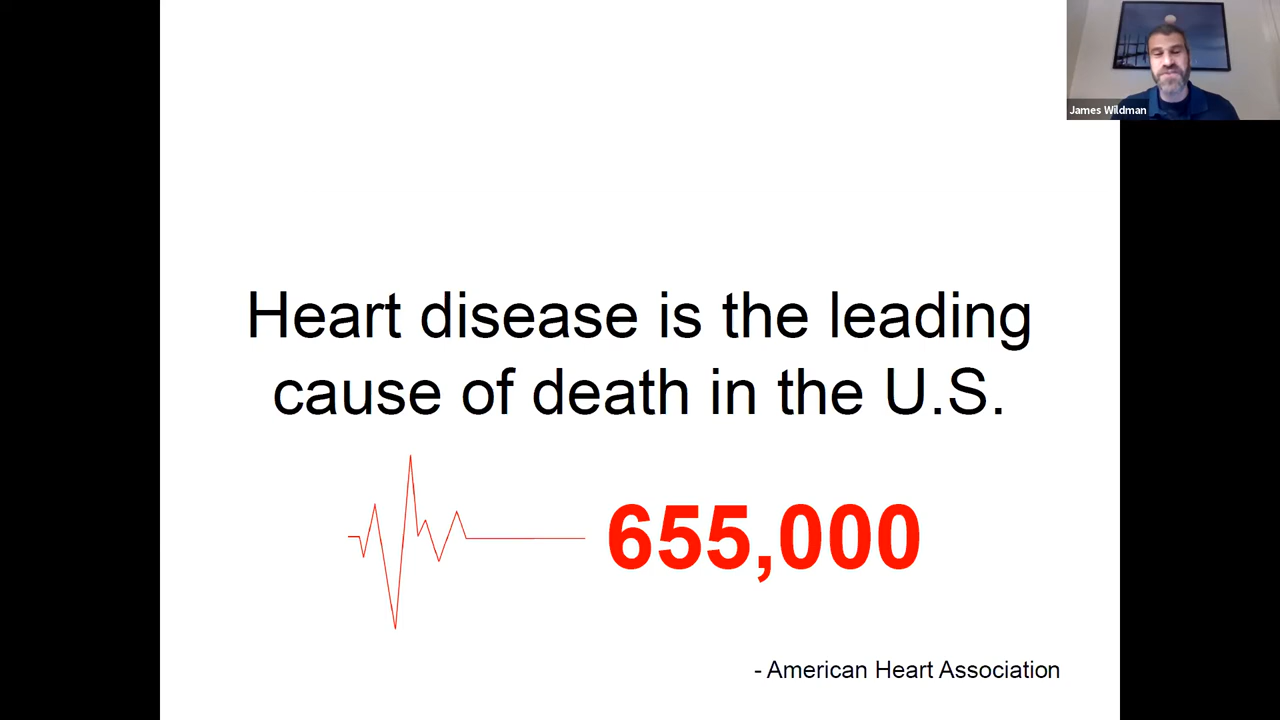 James Wildman
Heart disease is the leading
cause of death in the U.S.
655,000
- American Heart Association